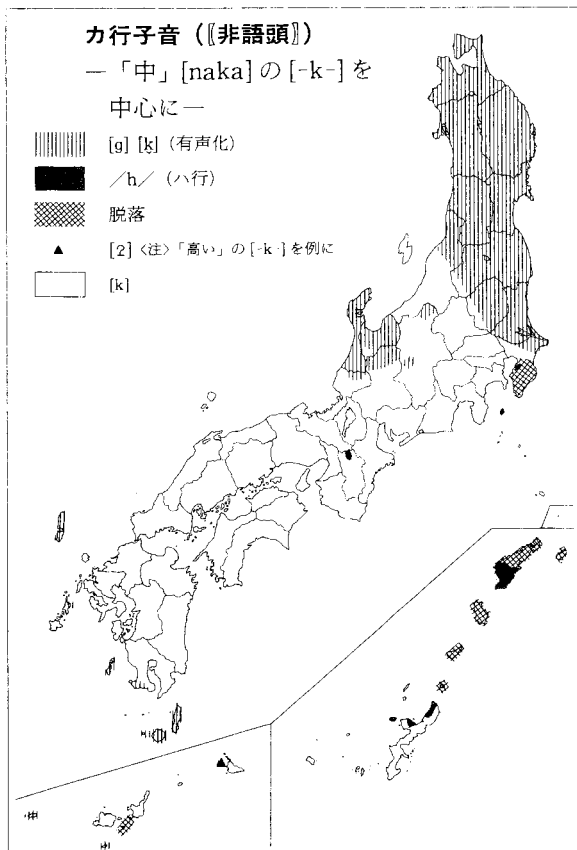 カ行子音（〚非語頭〛）
―「中」[naka]の[-k-]を
中心に―
[g] [k̬]（有声化）
/h/（ハ行）
脱落
[2]〈注〉「高い」の[-k-]を例に
[k]